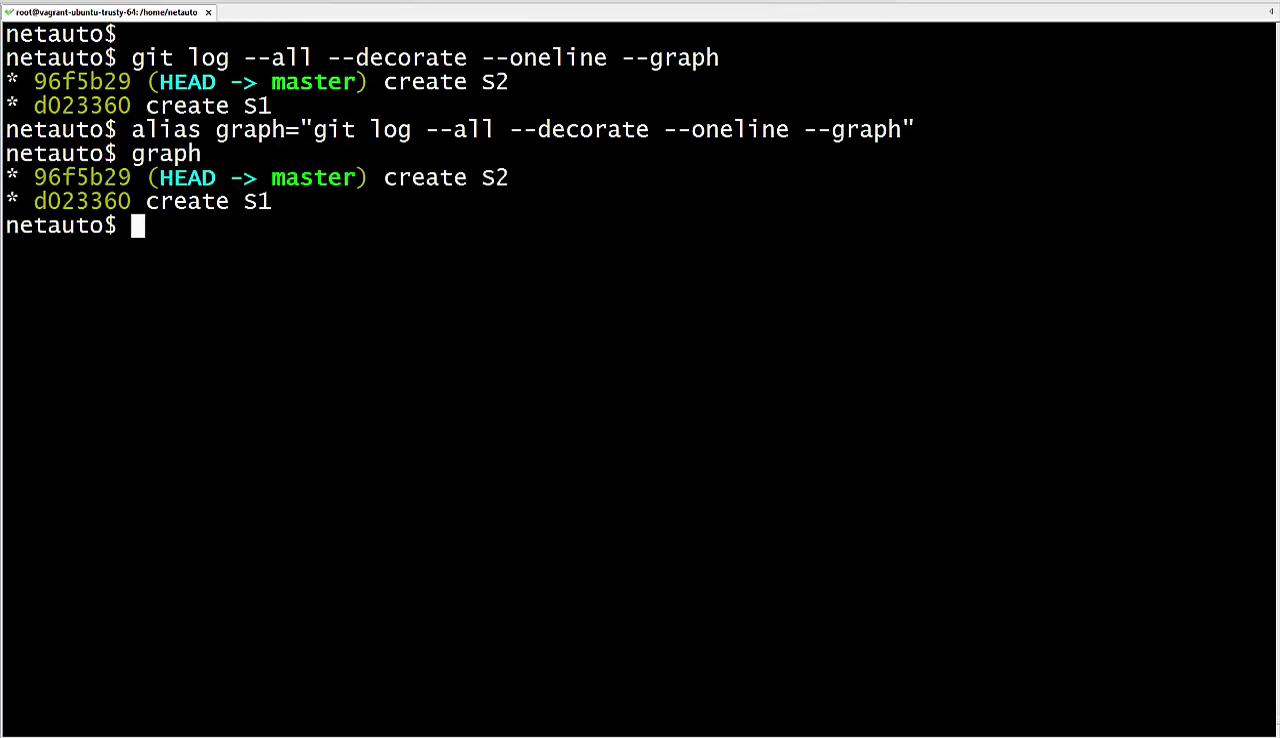 root@vagrant-ubuntu-trusty-64: /home/netauto
netauto$
netauto$ git log --all --decorate --oneline --graph
* 96f5b29 (HEAD -> master) create S2
* d023360 create S1
netauto$ alias graph="git log --all --decorate --oneline --graph"
netauto$ graph
* 96f5b29 (HEAD -> master) create S2
* d023360 create S1
netauto$